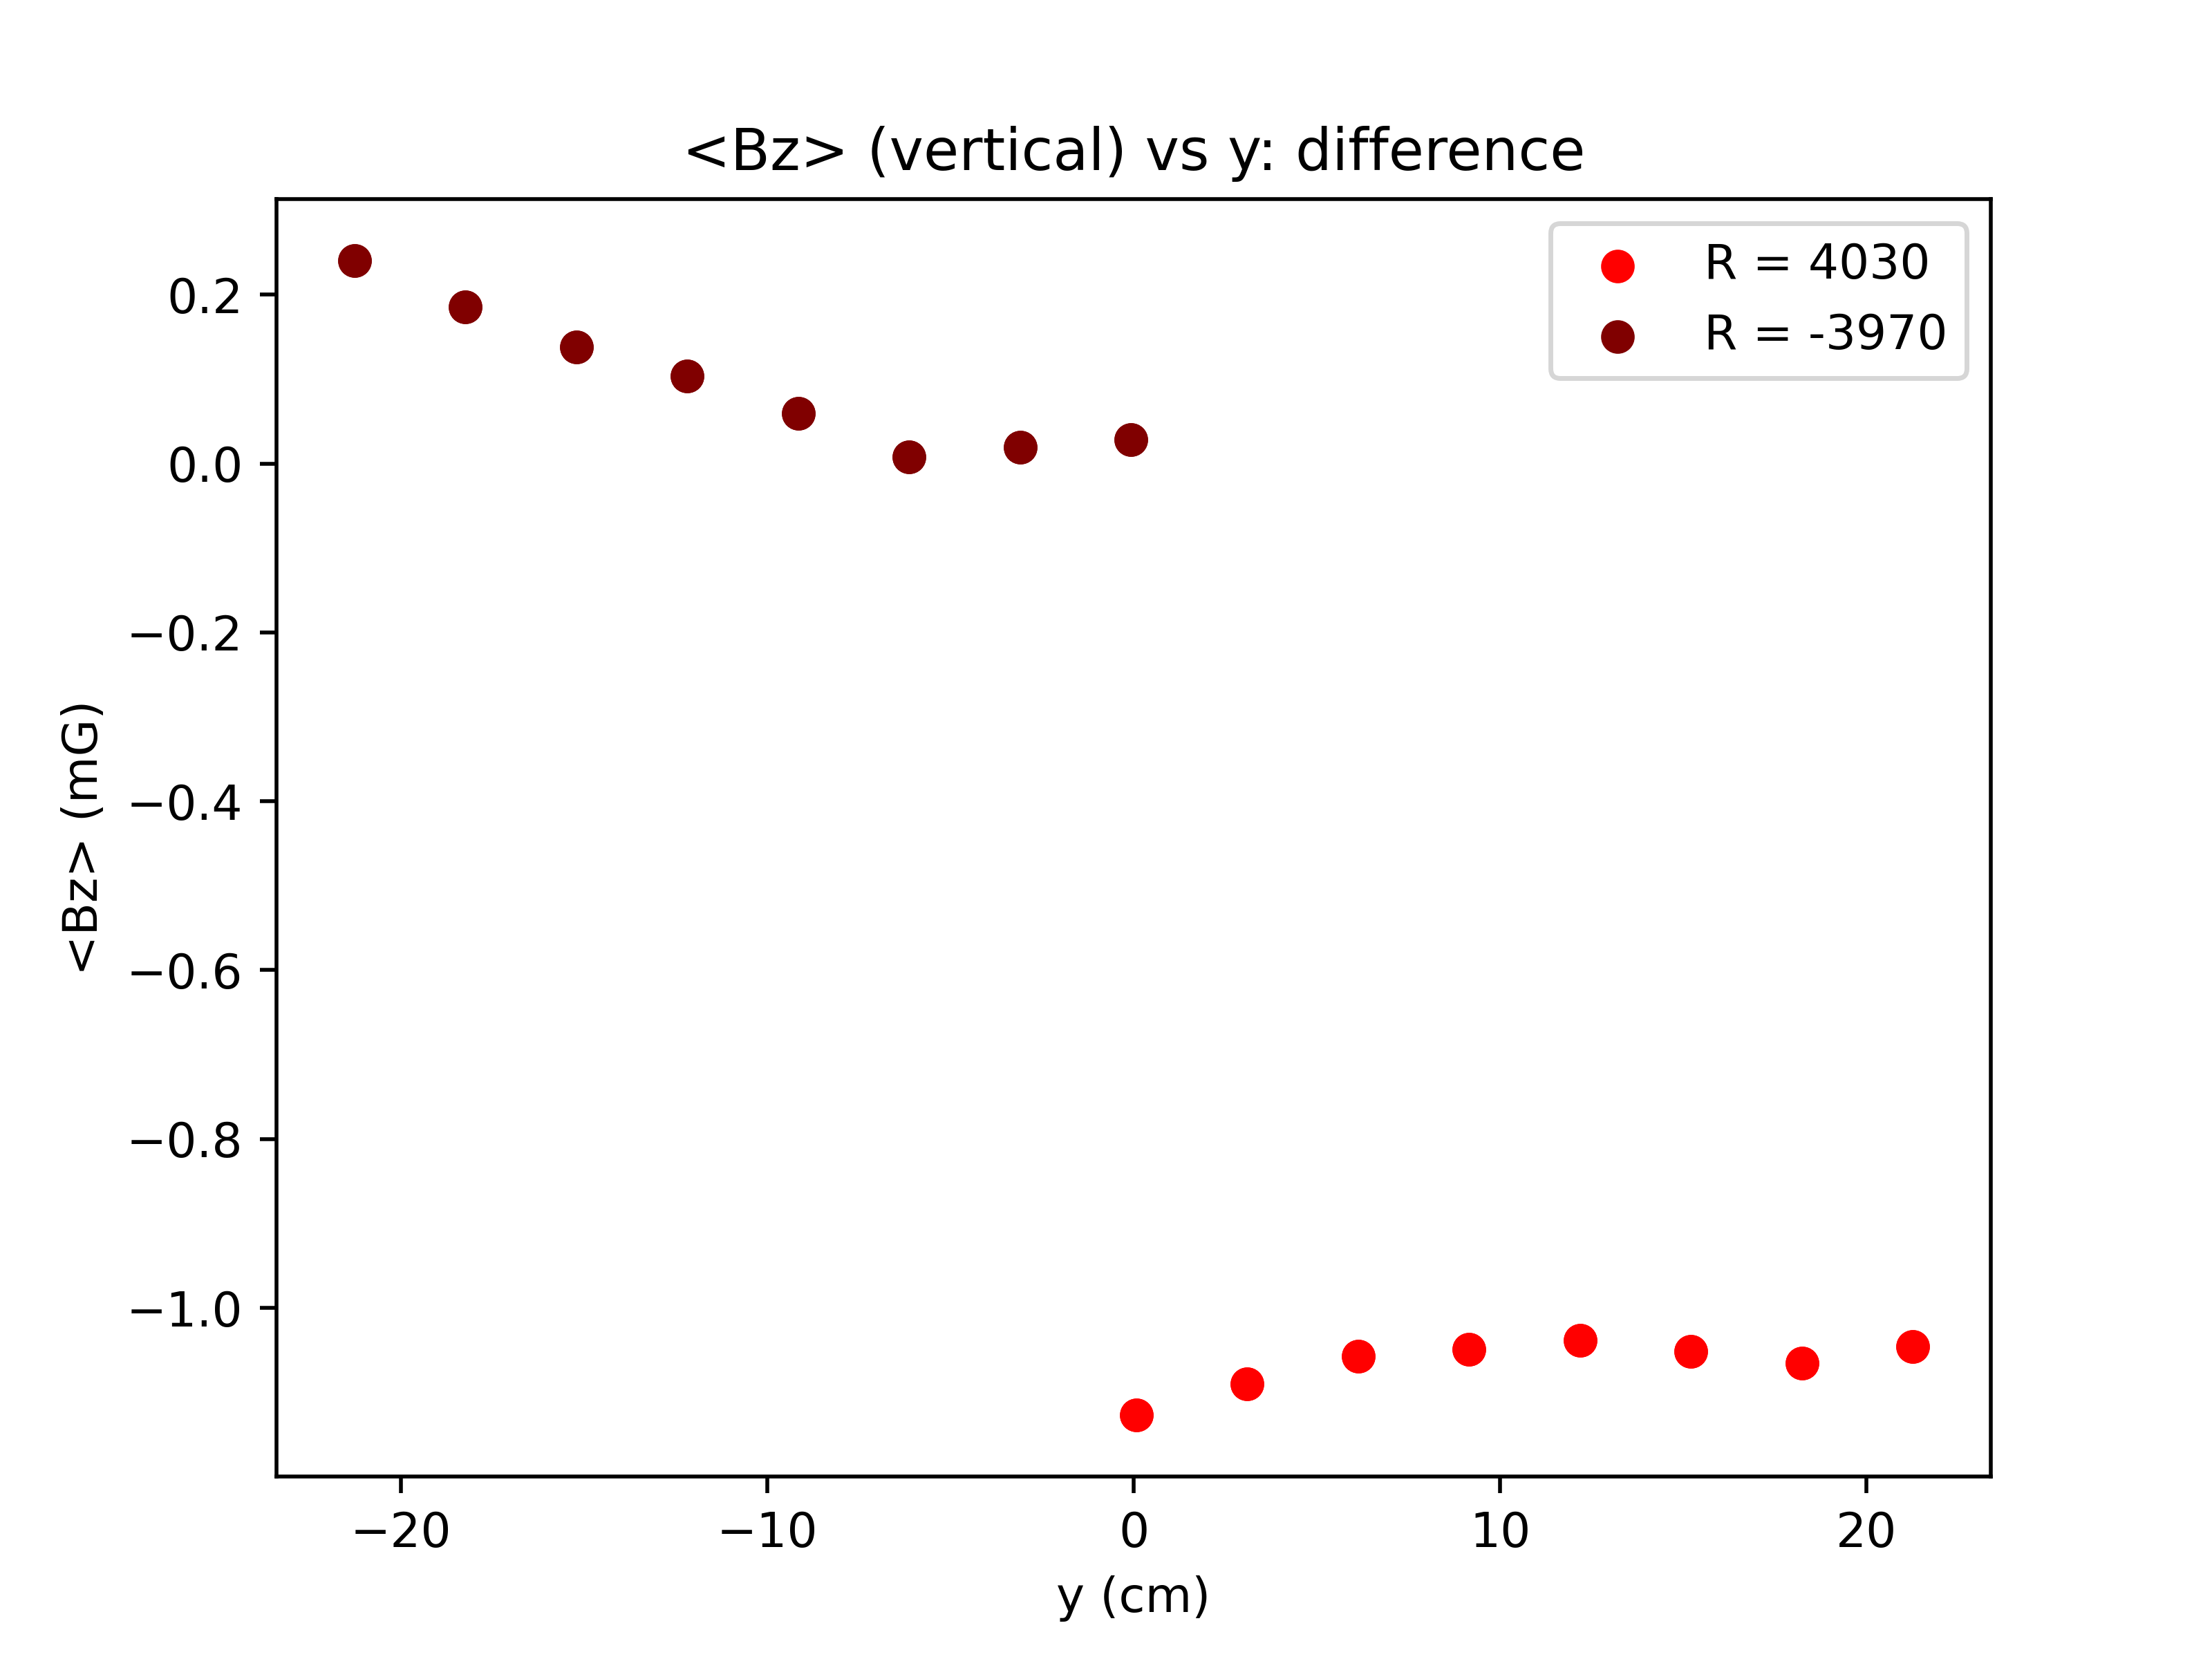 <Bz> (vertical) vs y: difference
R = 4030
R = -3970
<Bz> (mG)
0.2
0.0
−0.2
−0.4
−0.6
−0.8
−1.0
−20
−10
0
10
20
y (cm)